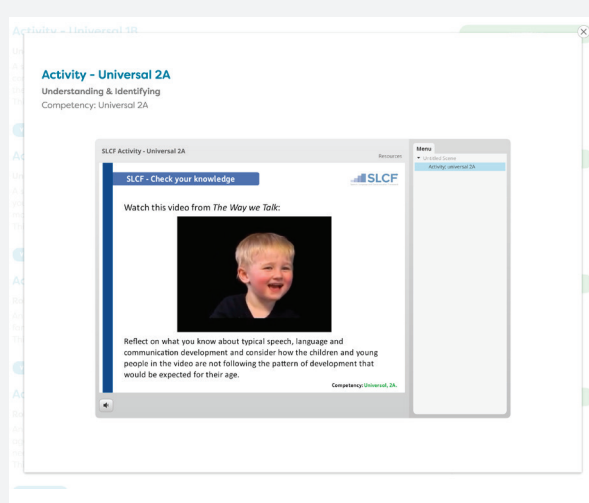 Activity - Universal 1B
Activity - Universal 2A
Understanding & Identifying
Competency: Universal 2A
SLCF Activity - Universal 2A
Resources
Menu
Untitled Scene
Activity: universal 2A
SLCF - Check your knowledge
SLCF
Watch this video from The Way we Talk:
Reflect on what you know about typical speech, language and
communication development and consider how the children and young
people in the video are not following the pattern of development that
would be expected for their age.
Competency: Universal, 2A.